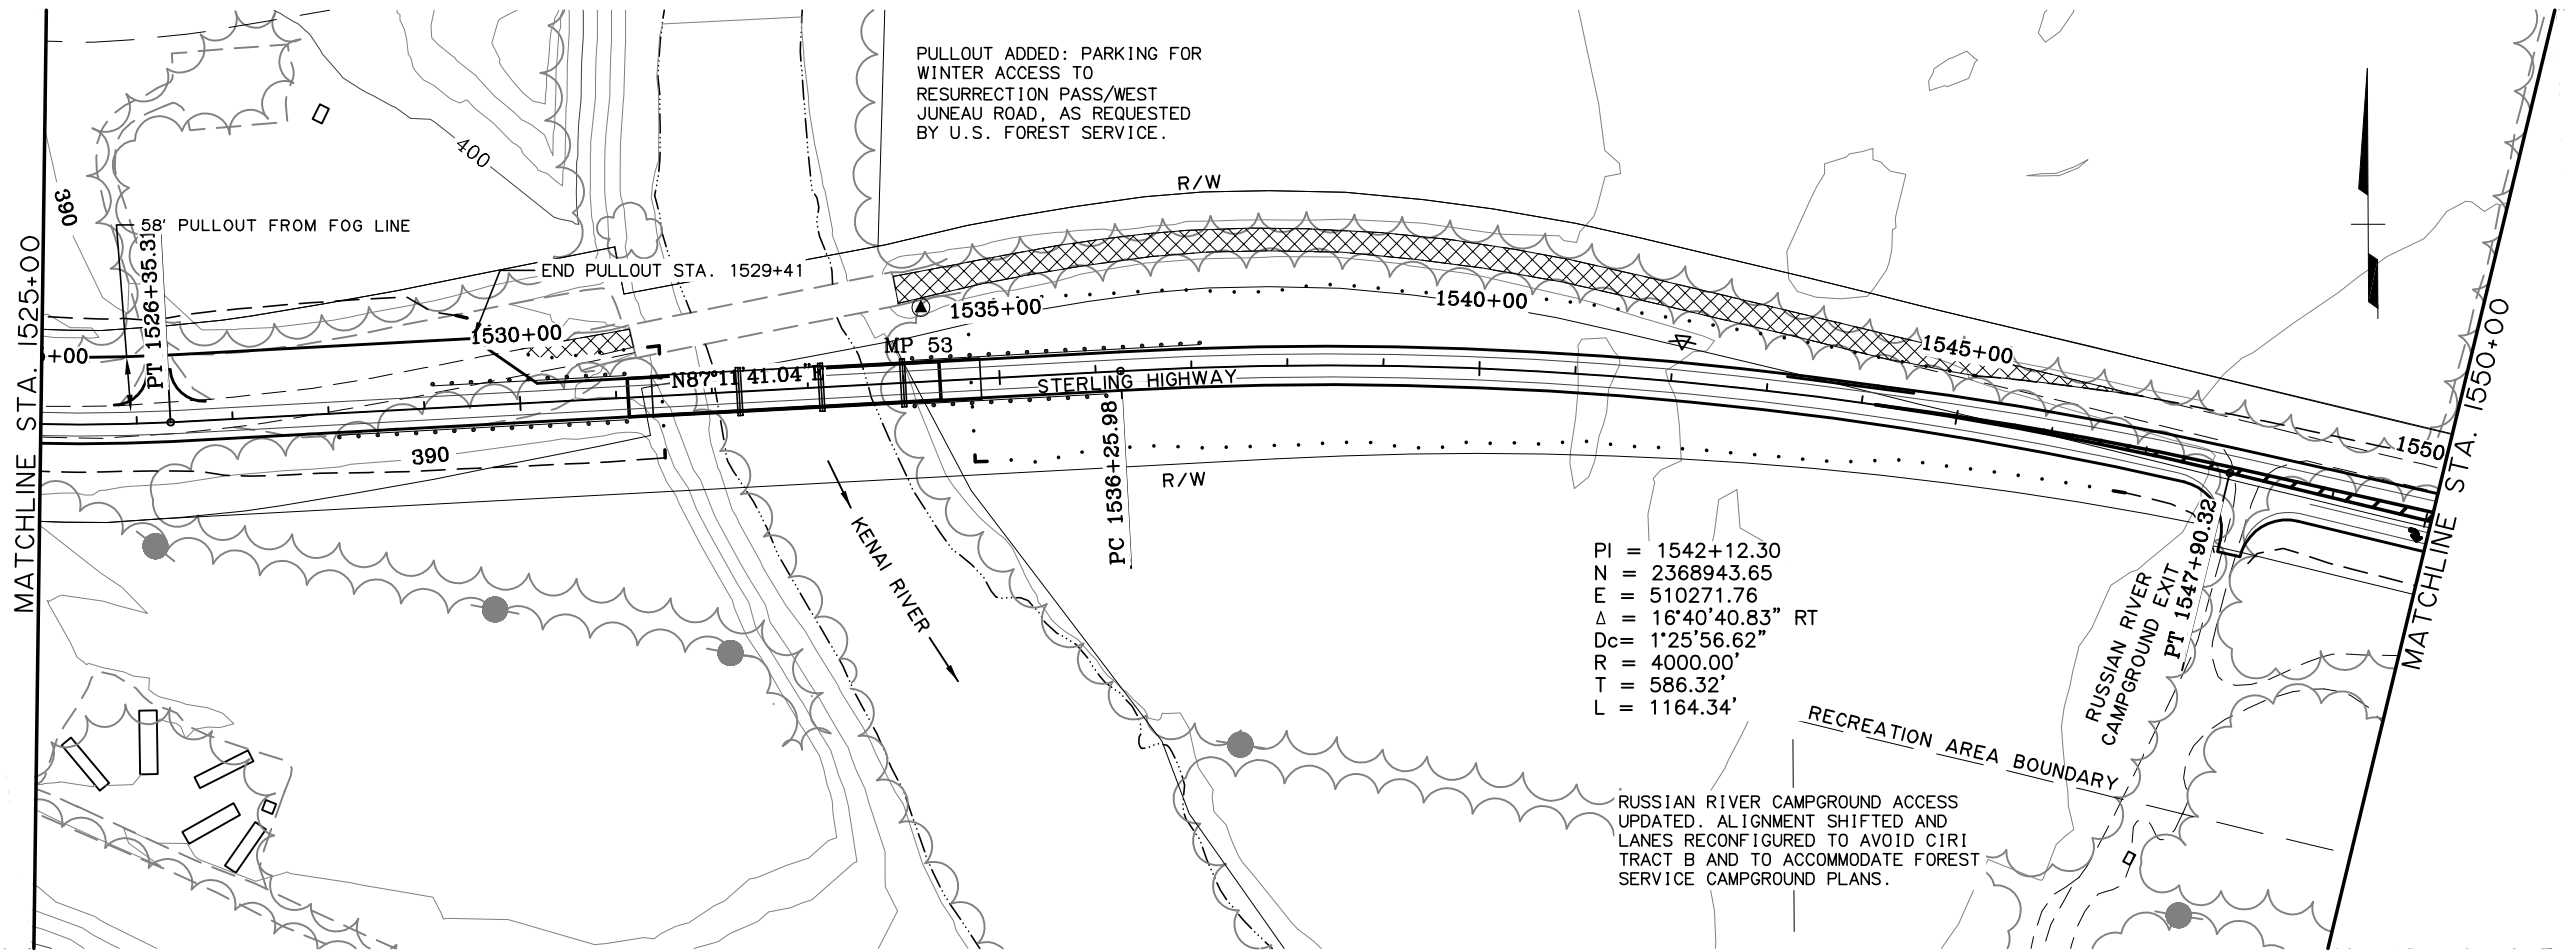 PULLOUT ADDED: PARKING FOR
WINTER ACCESS TO
RESURRECTION PASS/WEST
JUNEAU ROAD, AS REQUESTED
BY U.S. FOREST SERVICE.
400
390
R/W
58' PULLOUT FROM FOG LINE
PT 1526+35.31
END PULLOUT STA. 1529+41
MATCHLINE STA. 1525+00
+00
1530+00
1535+00
1540+00
1545+00
1550
MP 53
N87°11'41.04"E
STERLING HIGHWAY
390
R/W
PC 1536+25.98
KENAI RIVER
PI = 1542+12.30
N = 2368943.65
E = 510271.76
Δ = 16°40'40.83" RT
Dc= 1°25'56.62"
R = 4000.00'
T = 586.32'
L = 1164.34'
RUSSIAN RIVER
CAMPGROUND EXIT
PT 1547+90.32
MATCHLINE STA. 1550+00
RECREATION AREA BOUNDARY
RUSSIAN RIVER CAMPGROUND ACCESS
UPDATED. ALIGNMENT SHIFTED AND
LANES RECONFIGURED TO AVOID CIRI
TRACT B AND TO ACCOMMODATE FOREST
SERVICE CAMPGROUND PLANS.